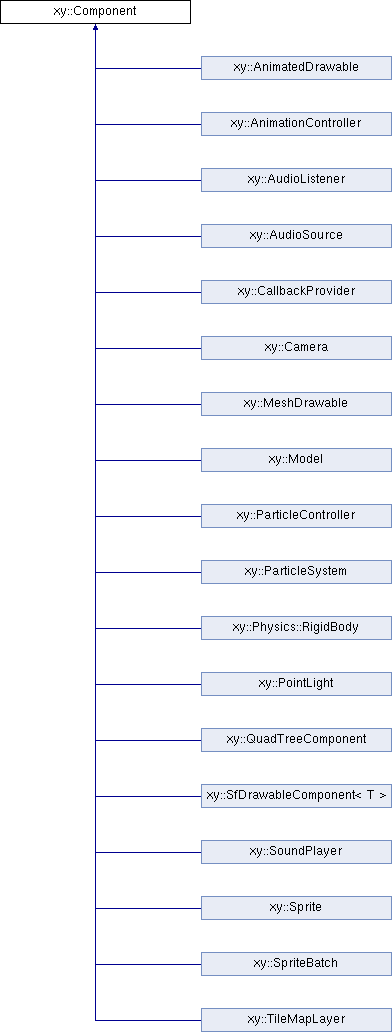 xy::Component
xy::AnimatedDrawable
xy::AnimationController
xy::AudioListener
xy::AudioSource
xy::CallbackProvider
xy::Camera
xy::MeshDrawable
xy::Model
xy::ParticleController
xy::ParticleSystem
xy::Physics::RigidBody
xy::PointLight
xy::QuadTreeComponent
xy::SfDrawableComponent< T >
xy::SoundPlayer
xy::Sprite
xy::SpriteBatch
xy::TileMapLayer